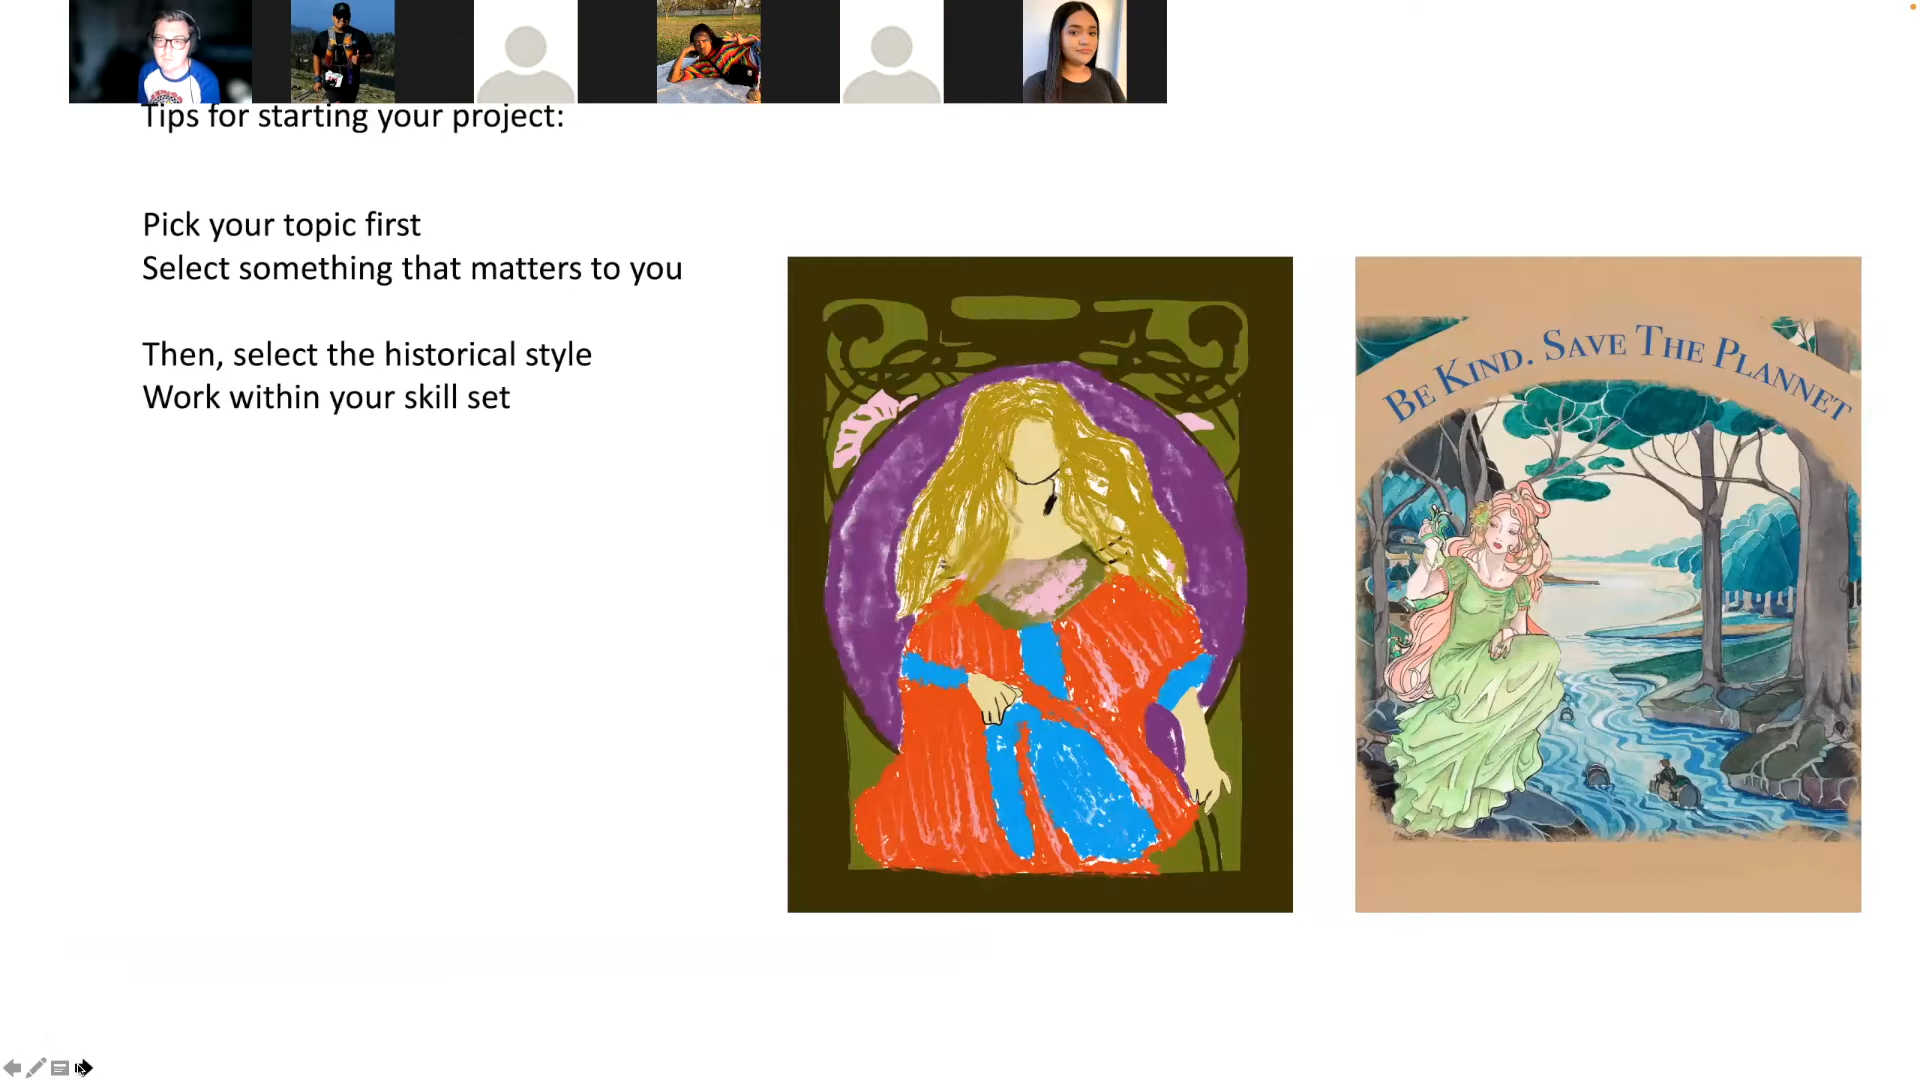 Tips for starting your project:
Pick your topic first
Select something that matters to you
Then, select the historical style
Work within your skill set
BE KIND. SAVE THE PLANNET